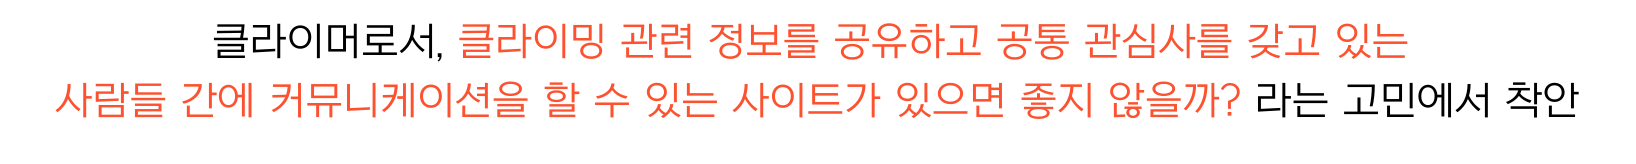 클라이머로서, 클라이밍 관련 정보를 공유하고 공통 관심사를 갖고 있는
사람들 간에 커뮤니케이션을 할 수 있는 사이트가 있으면 좋지 않을까? 라는 고민에서 착안